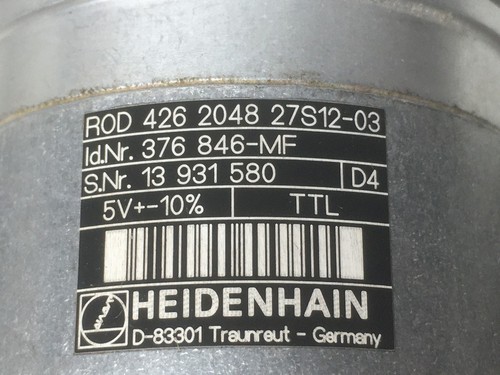 ROD 426 2048 27S12-03
Id.Nr. 376 846-MF
S.Nr. 13 931 580 D4
5V+-10% TTL
HEIDENHAIN
D-83301 Traunreut - Germany